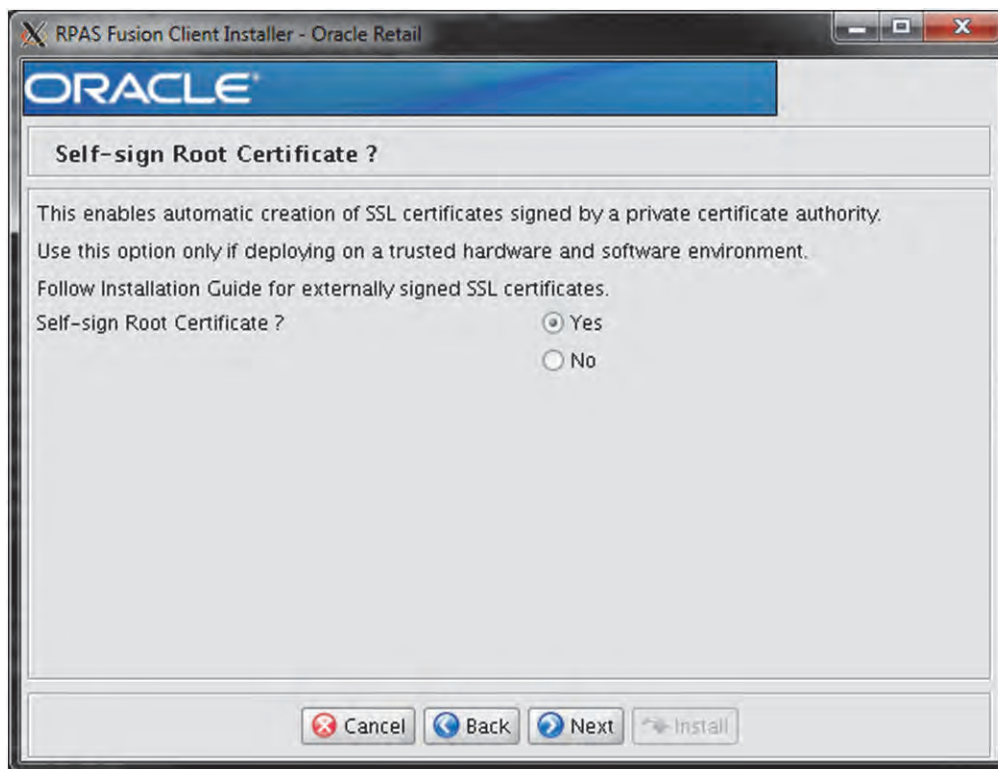 RPAS Fusion Client Installer - Oracle Retail
ORACLE®
Self-sign Root Certificate ?
This enables automatic creation of SSL certificates signed by a private certificate authority.
Use this option only if deploying on a trusted hardware and software environment.
Follow Installation Guide for externally signed SSL certificates.
Self-sign Root Certificate ? Yes
No
Cancel Back Next Install